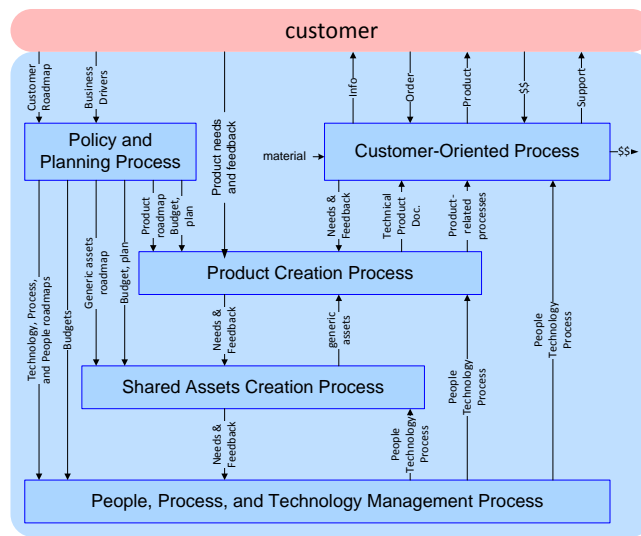 customer
Customer
Roadmap
Business
Drivers
Product needs
and feedback
Info
Order
Product
$$
Support
Policy and
Planning Process
material
Customer-Oriented Process
$$
Technology, Process,
and People roadmaps
Budgets
Generic assets
roadmap
Budget, plan
Product
roadmap
Budget,
plan
Needs &
Feedback
Technical
Product
Doc.
Product-
related
processes
Product Creation Process
Needs &
Feedback
generic
assets
People
Technology
Process
People
Technology
Process
Shared Assets Creation Process
Needs &
Feedback
People
Technology
Process
People, Process, and Technology Management Process